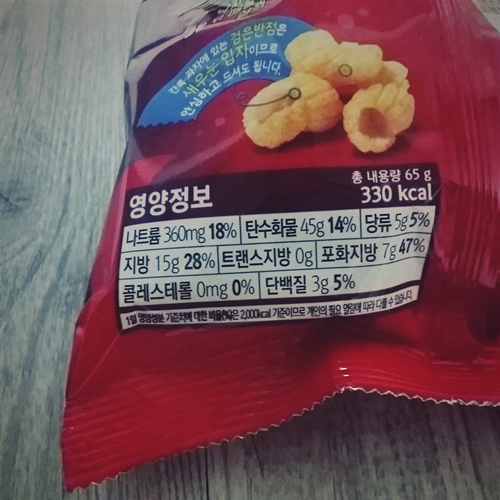 간혹 과자에 있는 검은반점은
새우눈 입자이므로
안심하고 드셔도 됩니다.
총 내용량 65 g
영양정보 330 kcal
나트륨 360mg 18% 탄수화물 45g 14% 당류 5g 5%
지방 15g 28% 트랜스지방 0g 포화지방 7g 47%
콜레스테롤 0mg 0% 단백질 3g 5%
1일 영양성분 기준치에 대한 비율(%)은 2,000kcal 기준이므로 개인의 필요 열량에 따라 다를 수 있습니다.